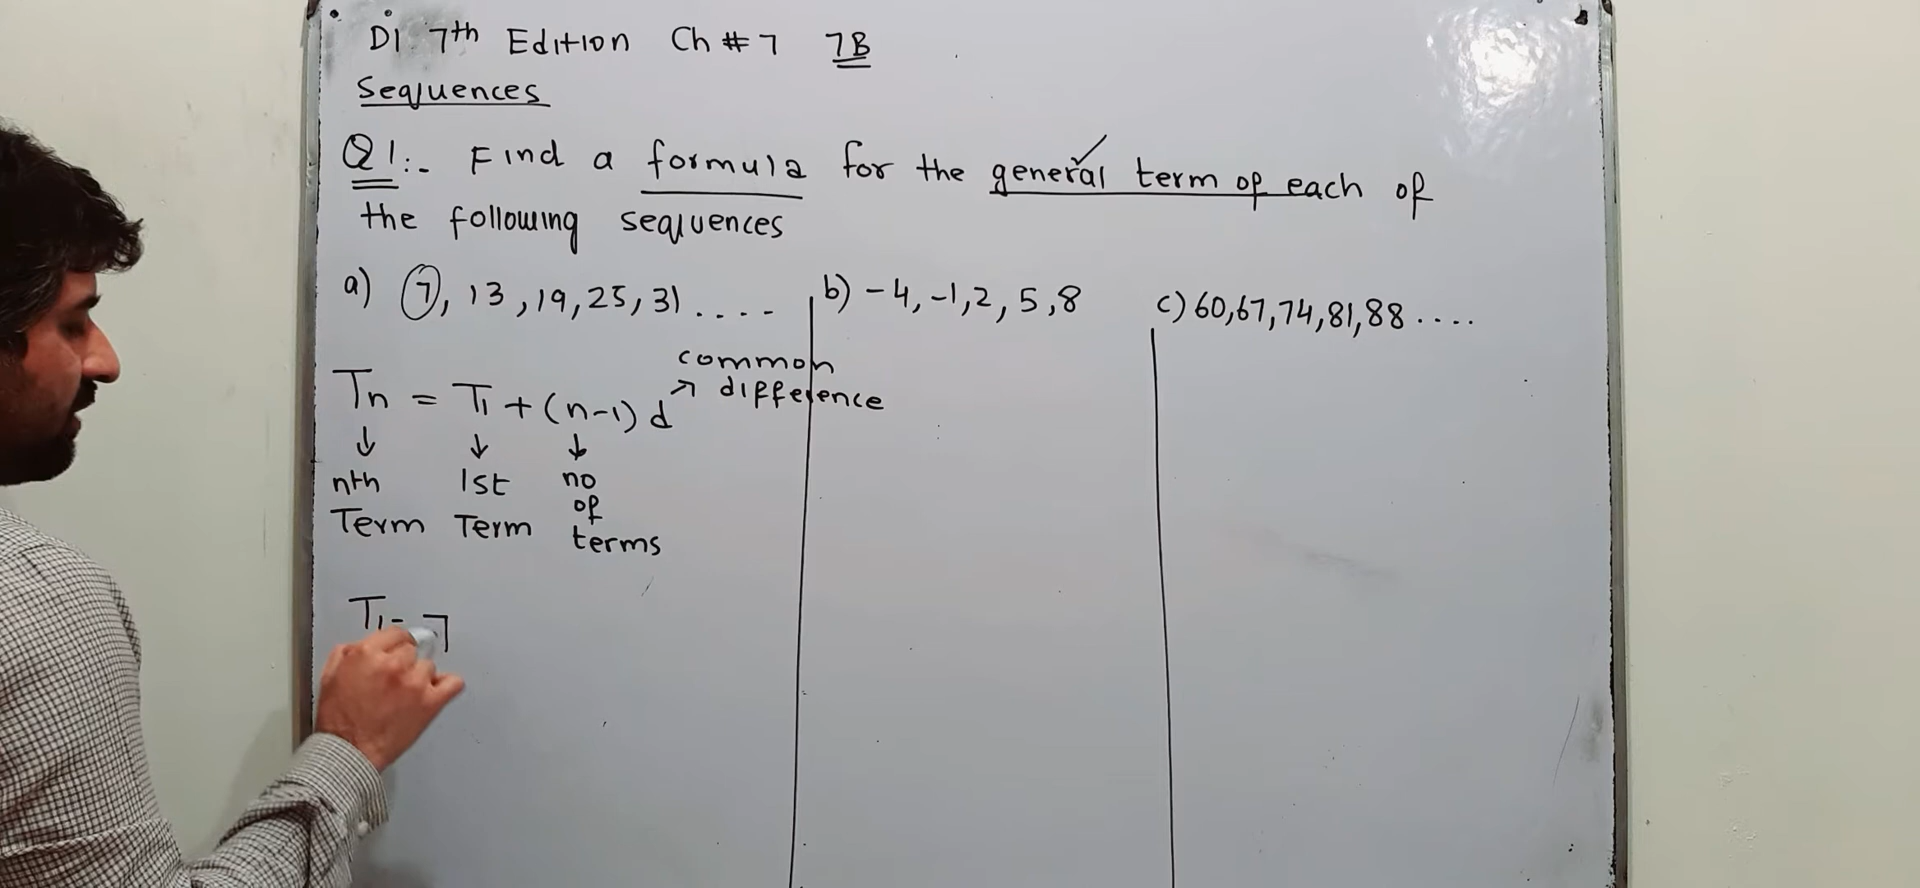 D1 7th Edition Ch # 7 7B
Sequences
Q1:- Find a formula for the general term of each of
the following sequences
a) 7, 13, 19, 25, 31 ....
b) -4, -1, 2, 5, 8
c) 60, 67, 74, 81, 88 ....
common
difference
Tn = T1 + (n-1) d
nth 1st no
of
Term Term terms
T1 = 7